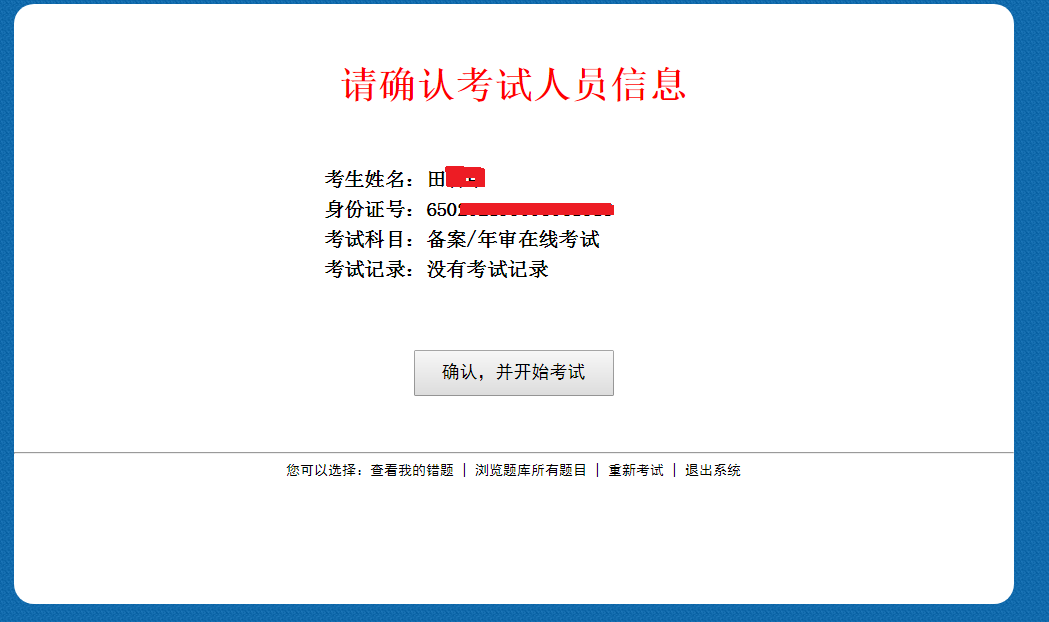 请确认考试人员信息
考生姓名：田
身份证号：650
考试科目：备案/年审在线考试
考试记录：没有考试记录
确认，并开始考试
您可以选择：查看我的错题 | 浏览题库所有题目 | 重新考试 | 退出系统